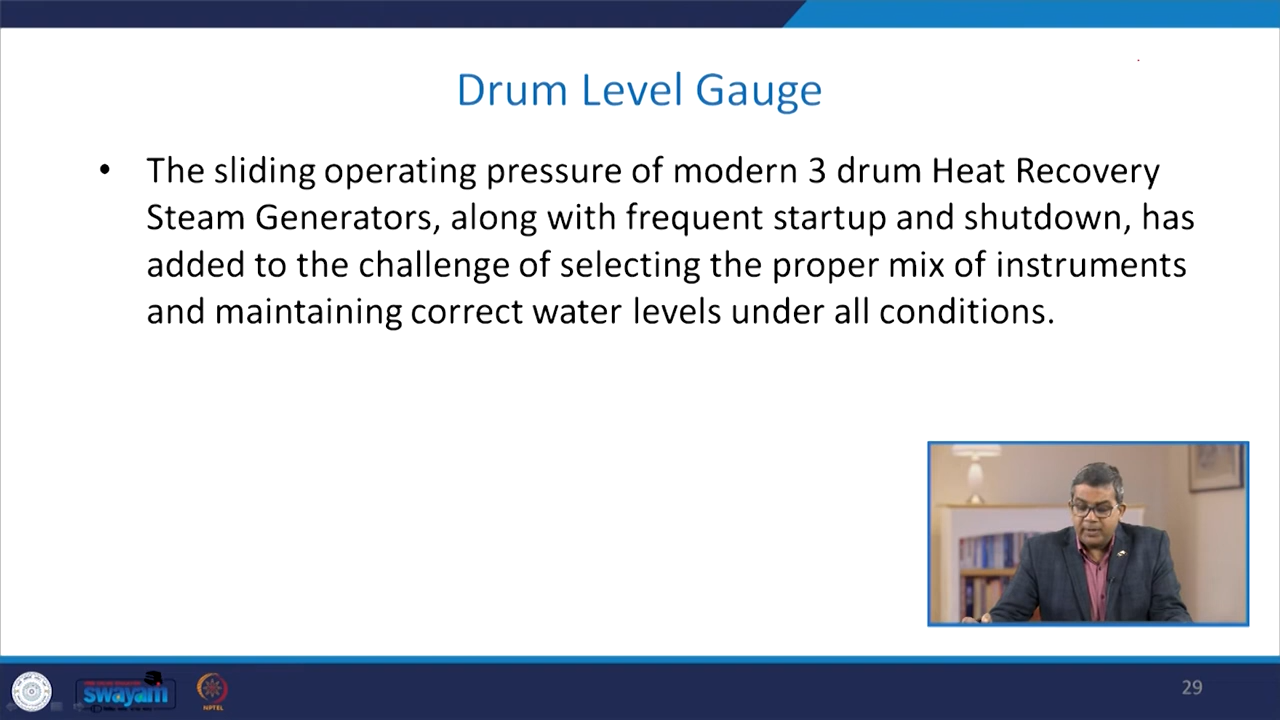 Drum Level Gauge
• The sliding operating pressure of modern 3 drum Heat Recovery
Steam Generators, along with frequent startup and shutdown, has
added to the challenge of selecting the proper mix of instruments
and maintaining correct water levels under all conditions.
swayam
NPTEL
29